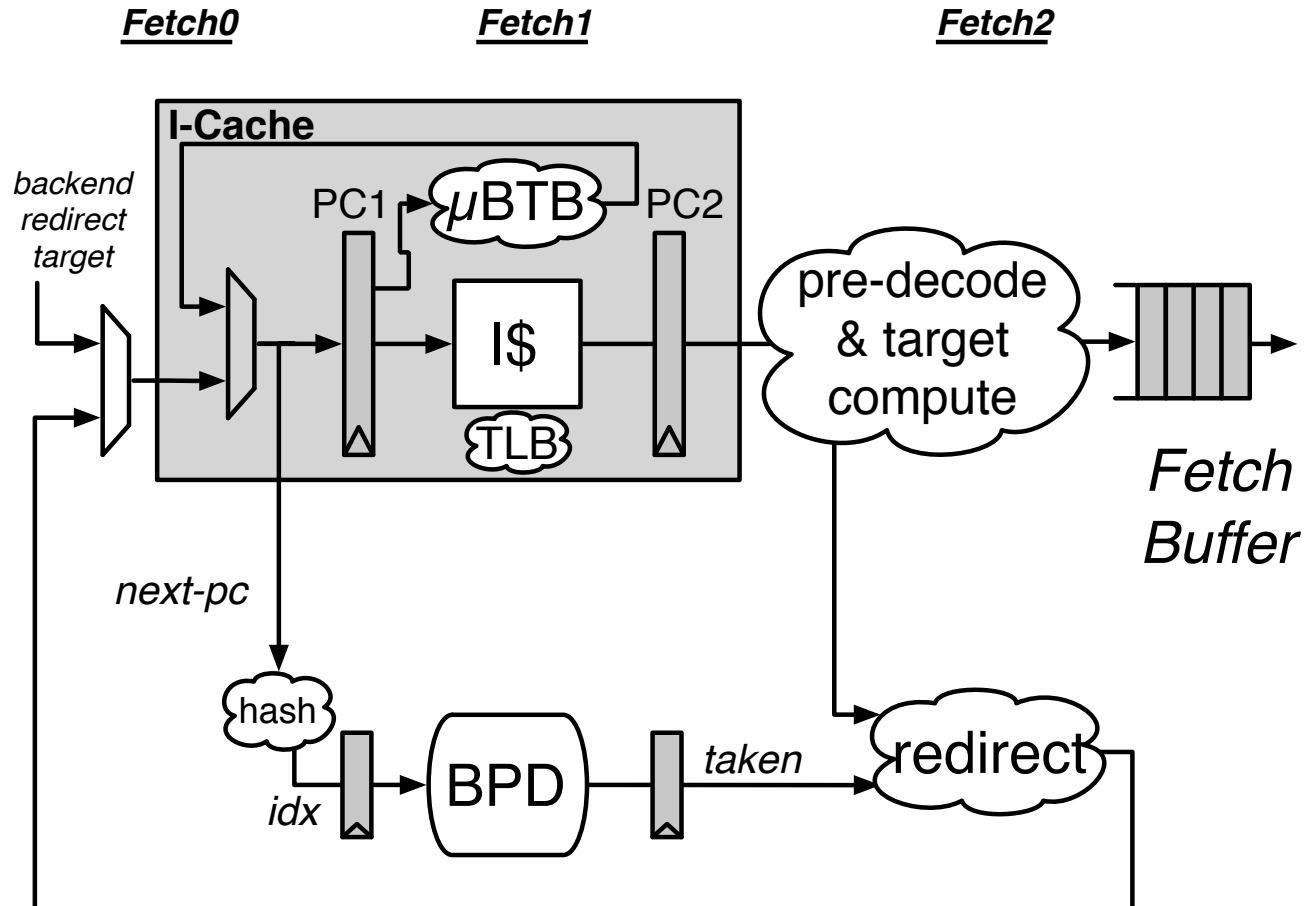 Fetch0
Fetch1
Fetch2
I-Cache
backend
redirect
target
PC1
µBTB
PC2
I$
TLB
pre-decode
& target
compute
Fetch
Buffer
next-pc
hash
idx
BPD
taken
redirect